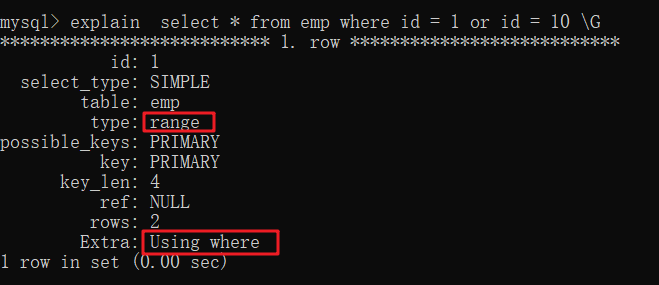 mysql> explain  select * from emp where id = 1 or id = 10 \G
*************************** 1. row ***************************
id: 1
select_type: SIMPLE
table: emp
type: range
possible_keys: PRIMARY
key: PRIMARY
key_len: 4
ref: NULL
rows: 2
Extra: Using where
1 row in set (0.00 sec)